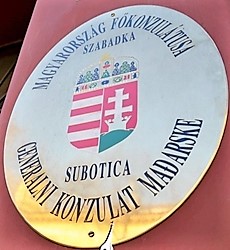 MAGYARORSZÁG FŐKONZULÁTUSA
SZABADKA
SUBOTICA
GENERALNI KONZULAT MAĐARSKE